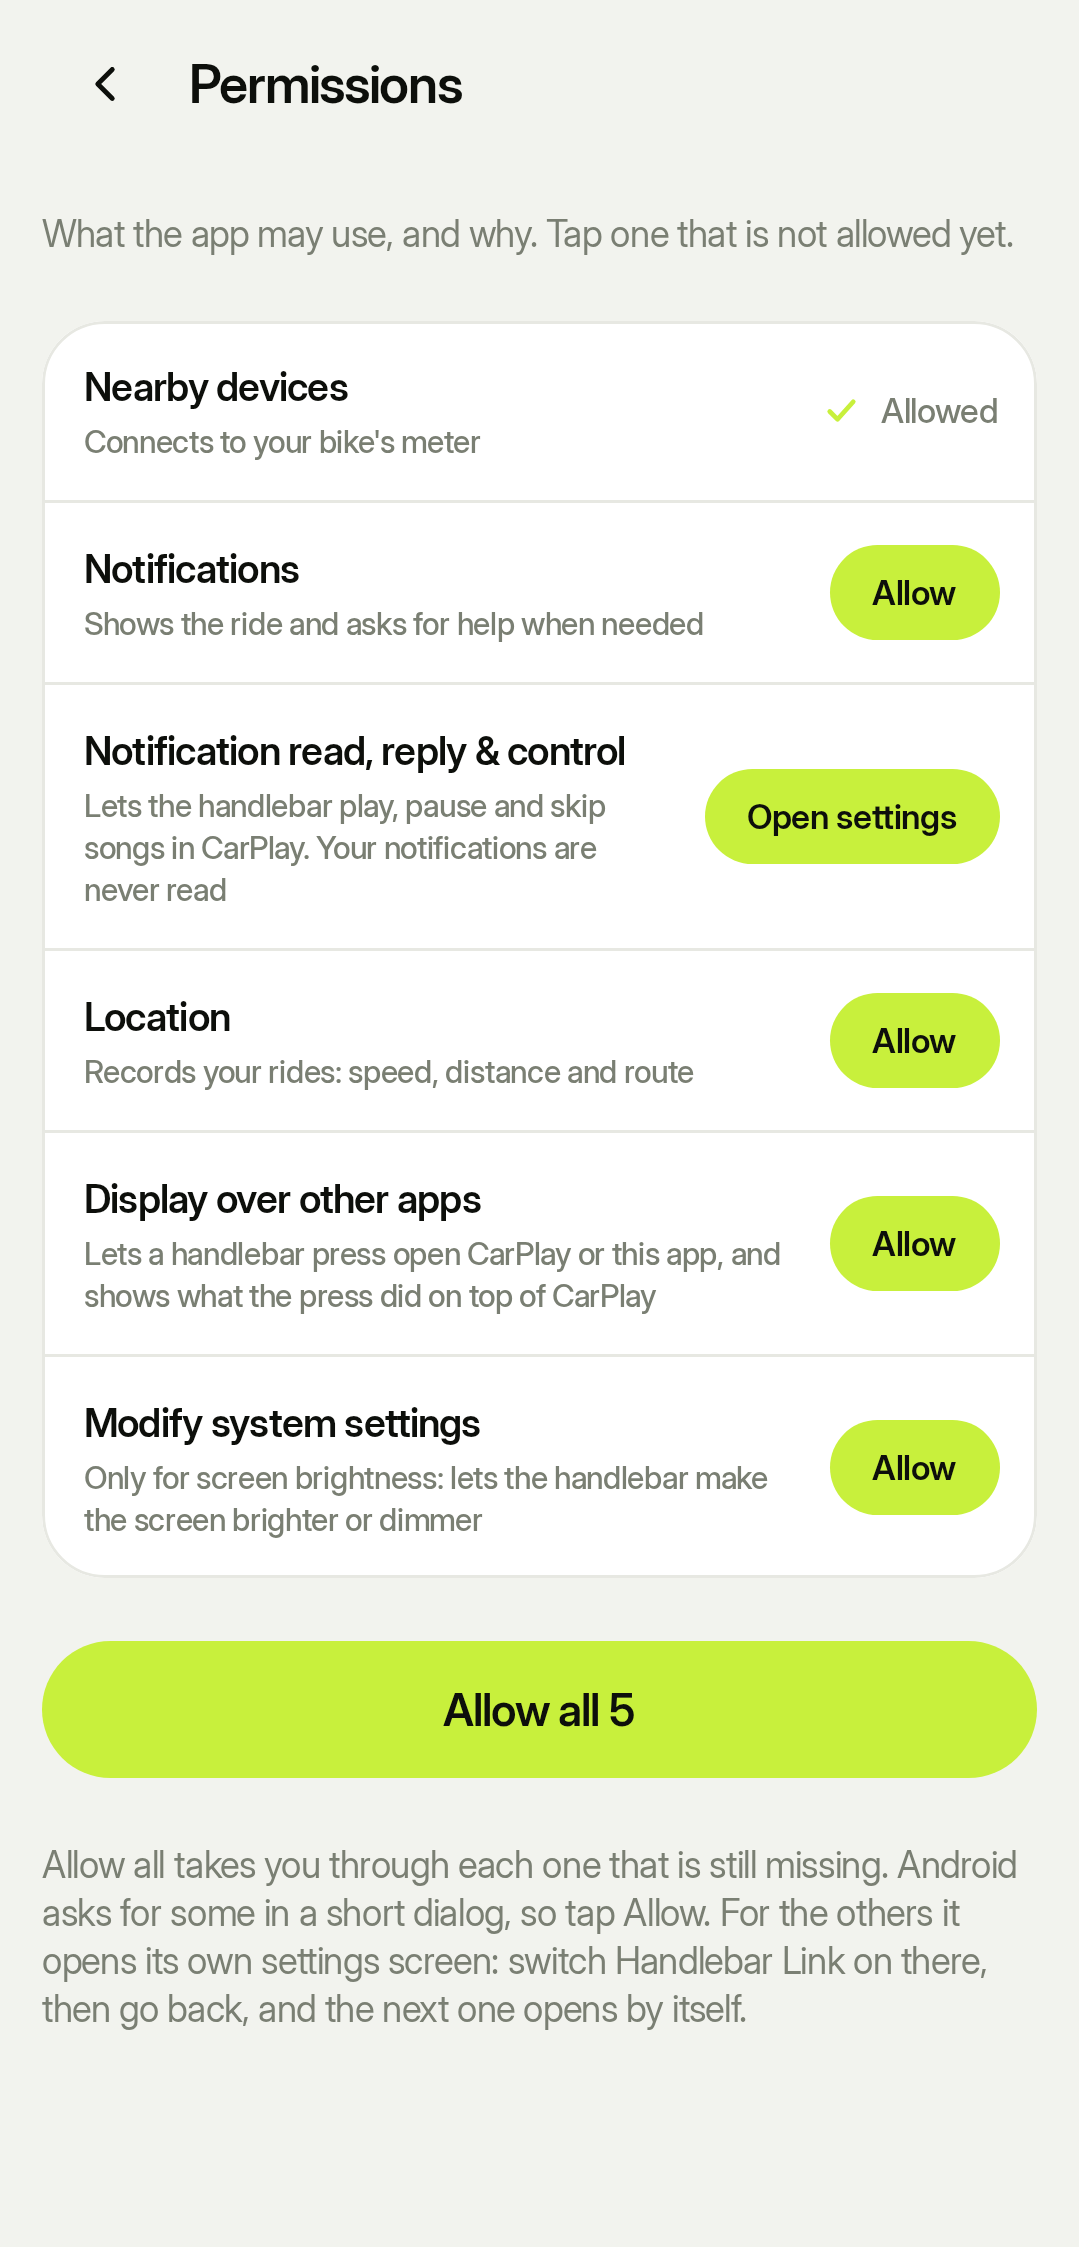 Permissions
What the app may use, and why. Tap one that is not allowed yet.
Nearby devices
Connects to your bike's meter
Allowed
Notifications
Shows the ride and asks for help when needed
Allow
Notification read, reply & control
Lets the handlebar play, pause and skip
songs in CarPlay. Your notifications are
never read
Open settings
Location
Records your rides: speed, distance and route
Allow
Display over other apps
Lets a handlebar press open CarPlay or this app, and
shows what the press did on top of CarPlay
Allow
Modify system settings
Only for screen brightness: lets the handlebar make
the screen brighter or dimmer
Allow
Allow all 5
Allow all takes you through each one that is still missing. Android
asks for some in a short dialog, so tap Allow. For the others it
opens its own settings screen: switch Handlebar Link on there,
then go back, and the next one opens by itself.